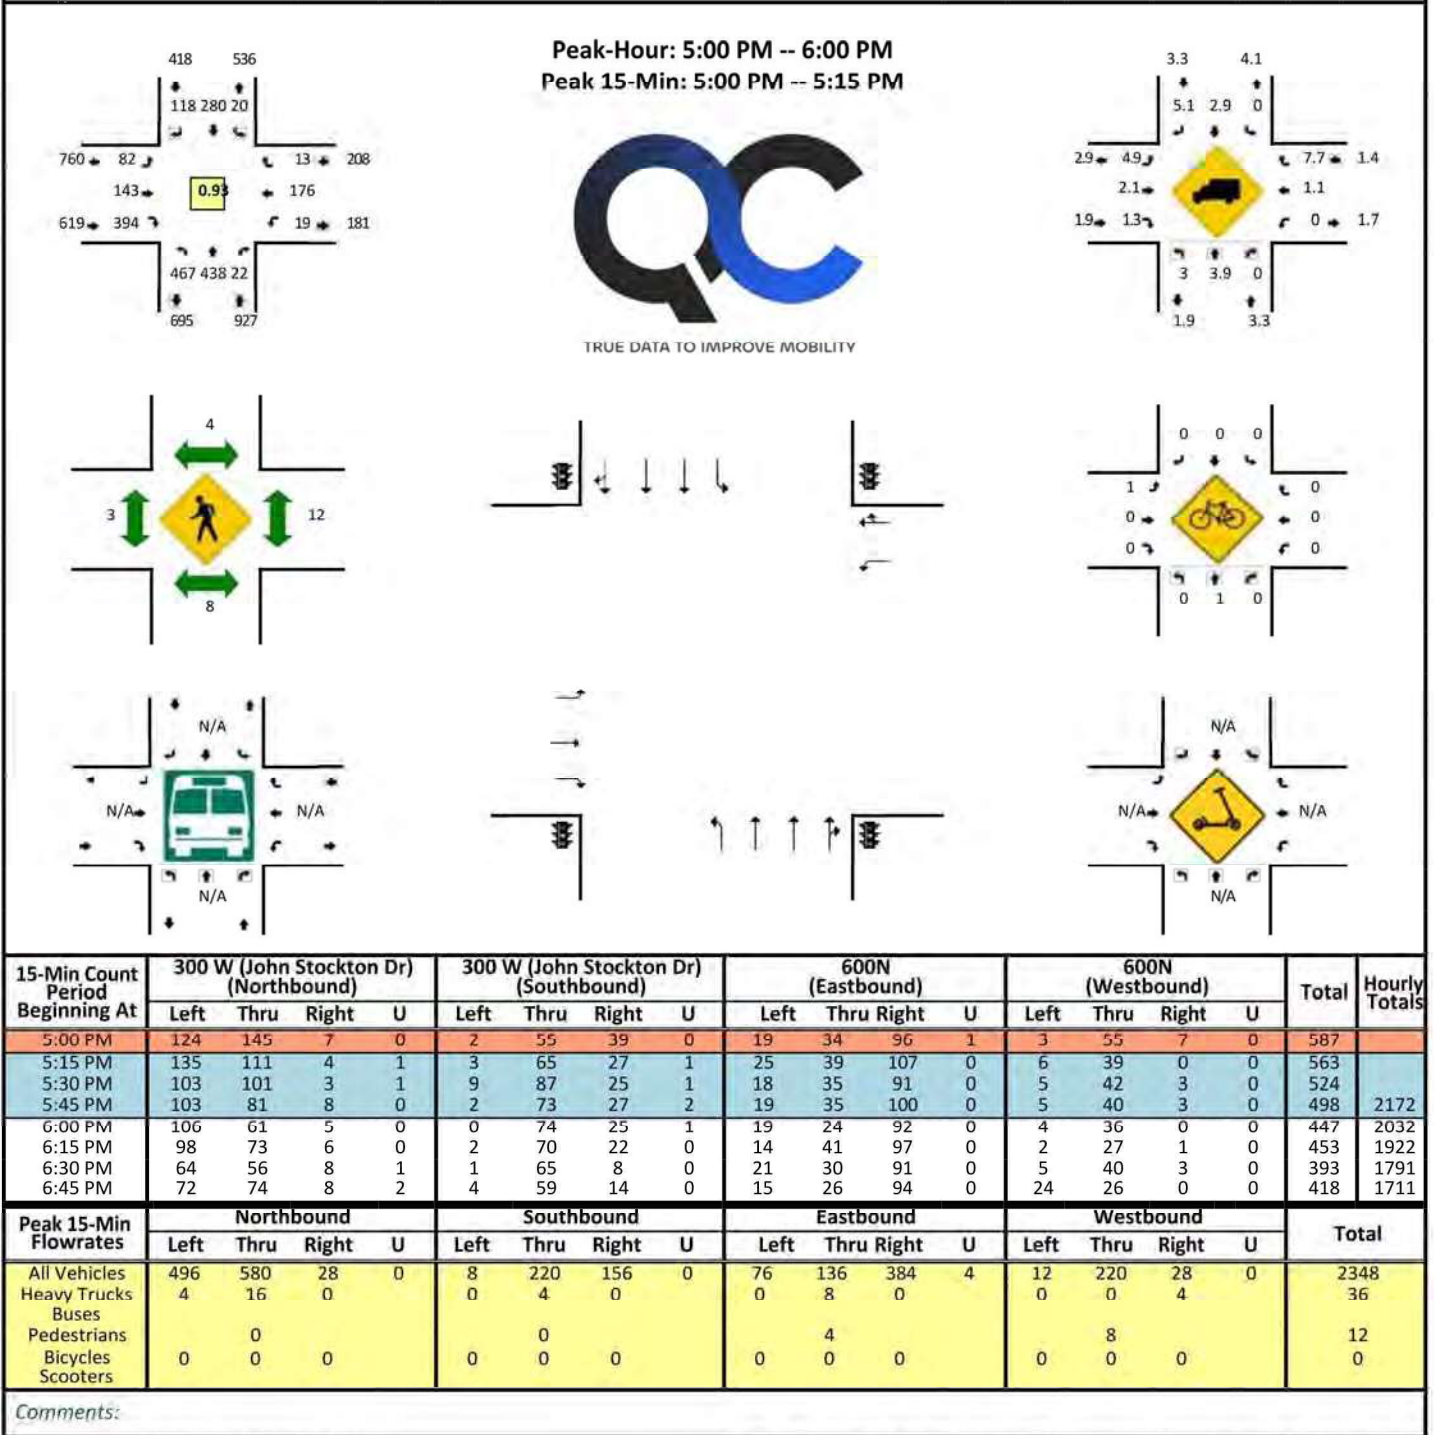 Peak-Hour: 5:00 PM -- 6:00 PM
Peak 15-Min: 5:00 PM -- 5:15 PM
418 536
118 280 20
760 82 13 208
143 0.93 176
619 394 19 181
467 438 22
695 927
QC
TRUE DATA TO IMPROVE MOBILITY
3.3 4.1
5.1 2.9 0
2.9 4.9 7.7 1.4
2.1 1.1
1.9 1.3 0 1.7
3 3.9 0
1.9 3.3
4
3 12
8
0 0 0
1 0
0 0
0 0
0 1 0
N/A
N/A N/A
N/A
N/A
N/A N/A
N/A
15-Min Count Period Beginning At 300 W (John Stockton Dr) (Northbound) 300 W (John Stockton Dr) (Southbound) 600N (Eastbound) 600N (Westbound) Total Hourly Totals
Left Thru Right U Left Thru Right U Left Thru Right U Left Thru Right U
5:00 PM 124 145 7 0 2 55 39 0 19 34 96 1 3 55 7 0 587
5:15 PM 135 111 4 1 3 65 27 1 25 39 107 0 6 39 0 0 563
5:30 PM 103 101 3 1 9 87 25 1 18 35 91 0 5 42 3 0 524
5:45 PM 103 81 8 0 2 73 27 2 19 35 100 0 5 40 3 0 498 2172
6:00 PM 106 61 5 0 0 74 25 1 19 24 92 0 4 36 0 0 447 2032
6:15 PM 98 73 6 0 2 70 22 0 14 41 97 0 2 27 1 0 453 1922
6:30 PM 64 56 8 1 1 65 8 0 21 30 91 0 5 40 3 0 393 1791
6:45 PM 72 74 8 2 4 59 14 0 15 26 94 0 24 26 0 0 418 1711
Peak 15-Min Flowrates Northbound Southbound Eastbound Westbound Total
Left Thru Right U Left Thru Right U Left Thru Right U Left Thru Right U
All Vehicles 496 580 28 0 8 220 156 0 76 136 384 4 12 220 28 0 2348
Heavy Trucks 4 16 0 0 4 0 0 8 0 0 0 4 36
Buses
Pedestrians 0 0 4 8 12
Bicycles 0 0 0 0 0 0 0 0 0 0 0 0 0
Scooters
Comments: